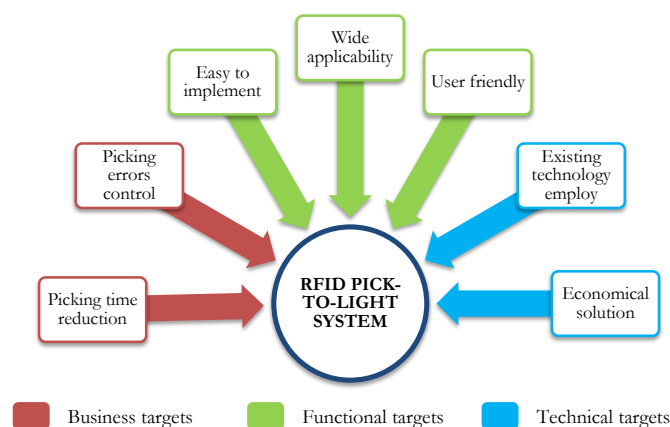 Wide
applicability
Easy to
implement
User friendly
Picking
errors
control
Existing
technology
employ
Picking time
reduction
RFID PICK-
TO-LIGHT
SYSTEM
Economical
solution
Business targets
Functional targets
Technical targets